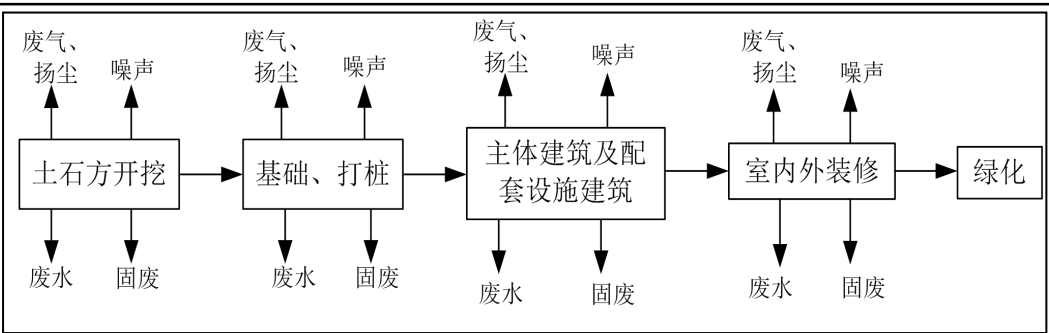 废气、
扬尘
噪声
废气、
扬尘
噪声
废气、
扬尘
噪声
废气、
扬尘
噪声
土石方开挖
基础、打桩
主体建筑及配
套设施建筑
室内外装修
绿化
废水
固废
废水
固废
废水
固废
废水
固废